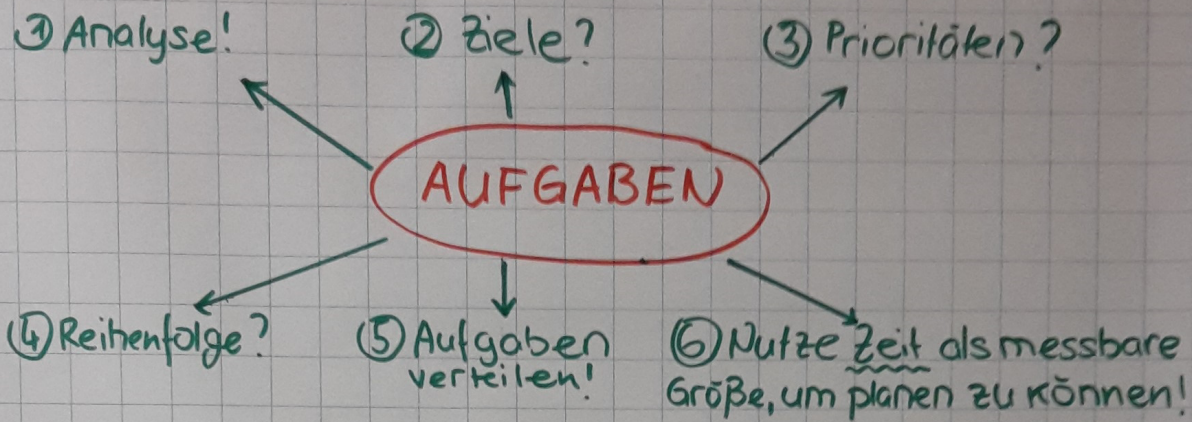 ① Analyse!
② Ziele?
③ Prioritäten?
AUFGABEN
④ Reihenfolge?
⑤ Aufgaben
verteilen!
⑥ Nutze Zeit als messbare
Größe, um planen zu können!